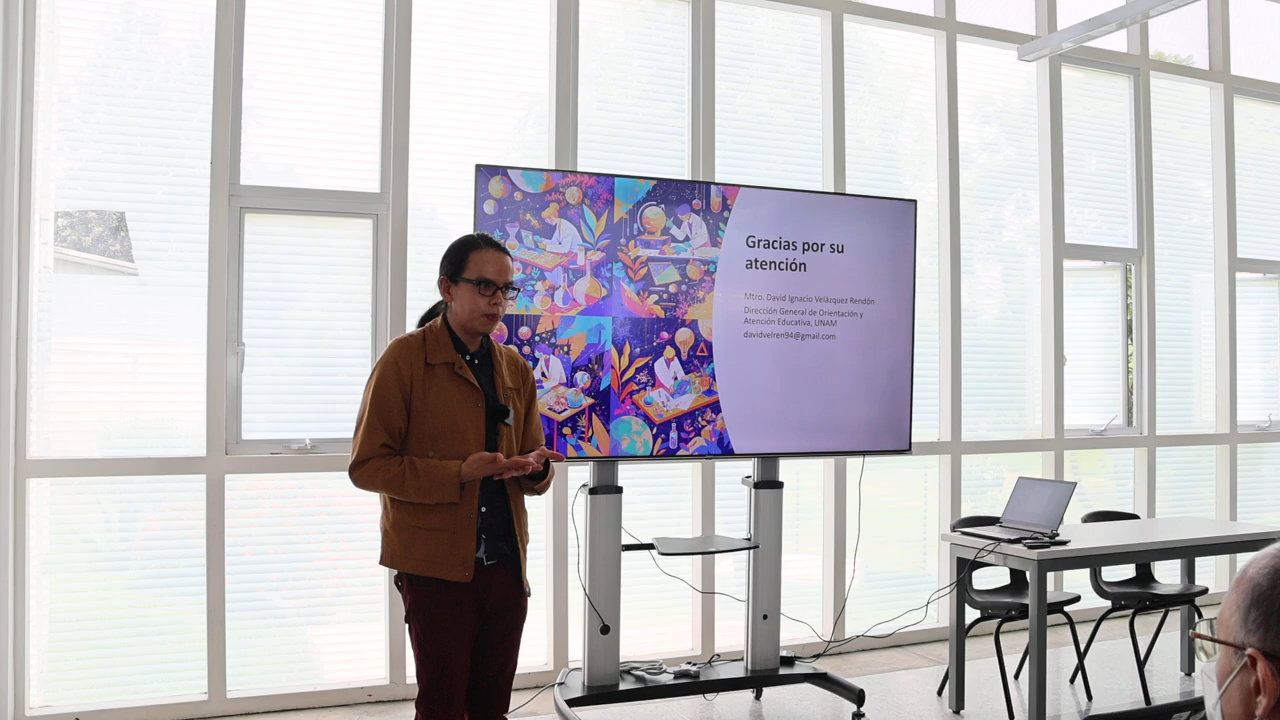 Gracias por su
atención
Mtro. David Ignacio Velázquez Rendón
Dirección General de Orientación y
Atención Educativa, UNAM
davidvelren94@gmail.com